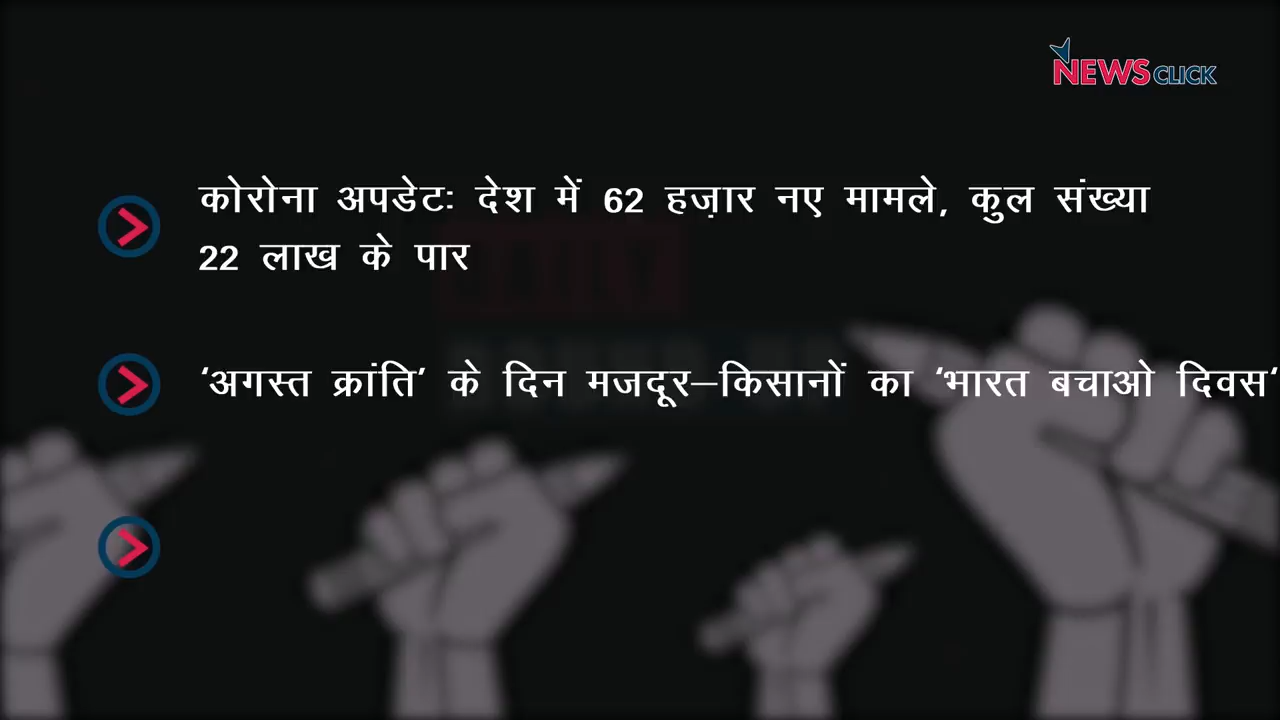 NEWSCLICK
कोरोना अपडेटः देश में 62 हज़ार नए मामले, कुल संख्या
22 लाख के पार
‘अगस्त क्रांति’ के दिन मजदूर–किसानों का ‘भारत बचाओ दिवस‘